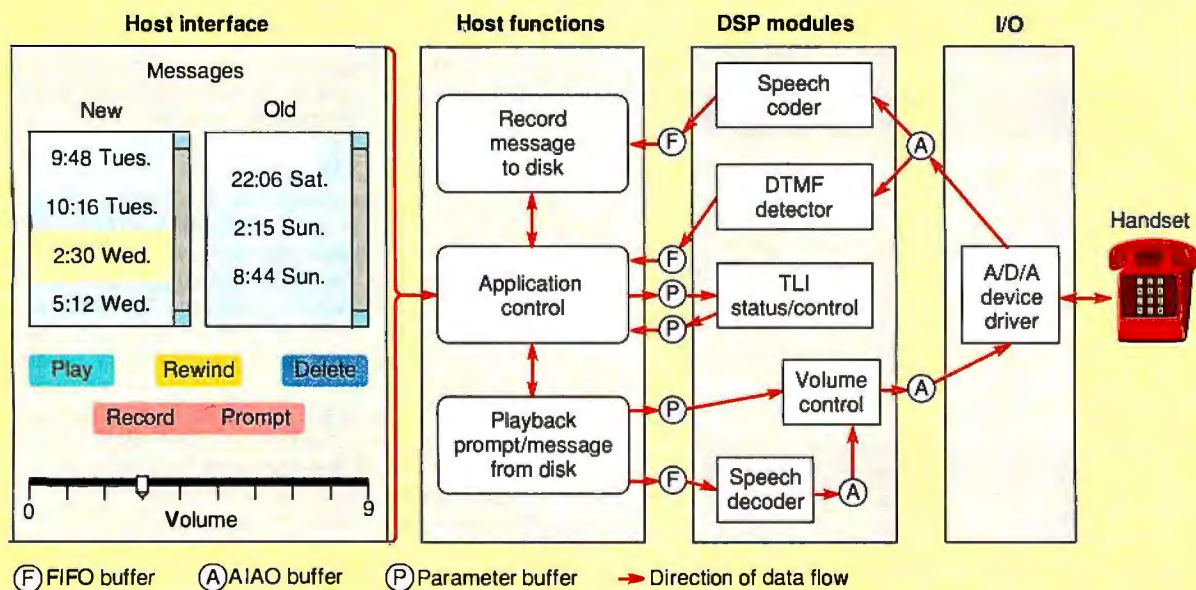 Host interface
Host functions
DSP modules
I/O
Messages
New
Old
9:48 Tues.
10:16 Tues.
2:30 Wed.
5:12 Wed.
22:06 Sat.
2:15 Sun.
8:44 Sun.
Play
Rewind
Delete
Record Prompt
0
9
Volume
Record
message
to disk
Application
control
Playback
prompt/message
from disk
F
F
P
P
P
F
Speech
coder
DTMF
detector
TLI
status/control
Volume
control
Speech
decoder
A
A
A
A/D/A
device
driver
Handset
F FIFO buffer
A AIAO buffer
P Parameter buffer
Direction of data flow